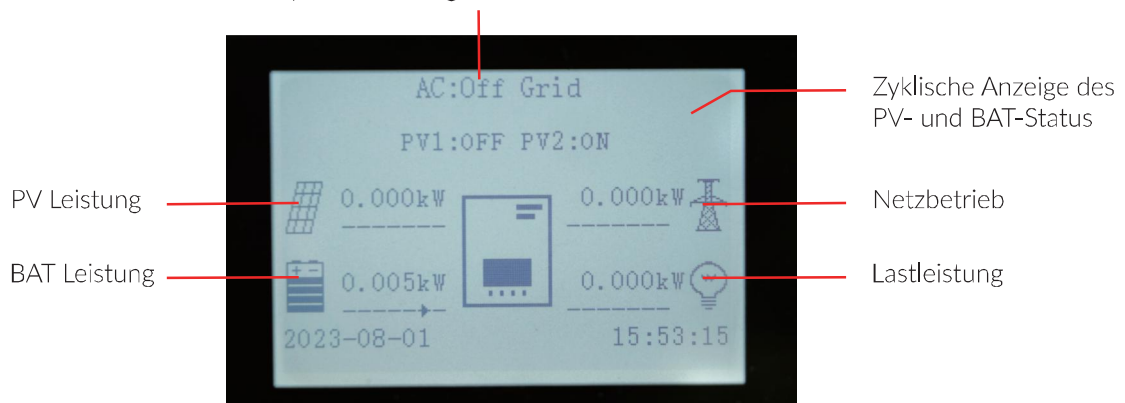 AC:Off Grid
Zyklische Anzeige des
PV- und BAT-Status
PV1:OFF PV2:ON
PV Leistung
0.000kW
0.000kW
Netzbetrieb
BAT Leistung
0.005kW
0.000kW
Lastleistung
2023-08-01
15:53:15